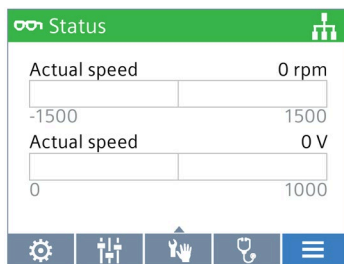 Status
Actual speed 0 rpm
-1500 1500
Actual speed 0 V
0 1000